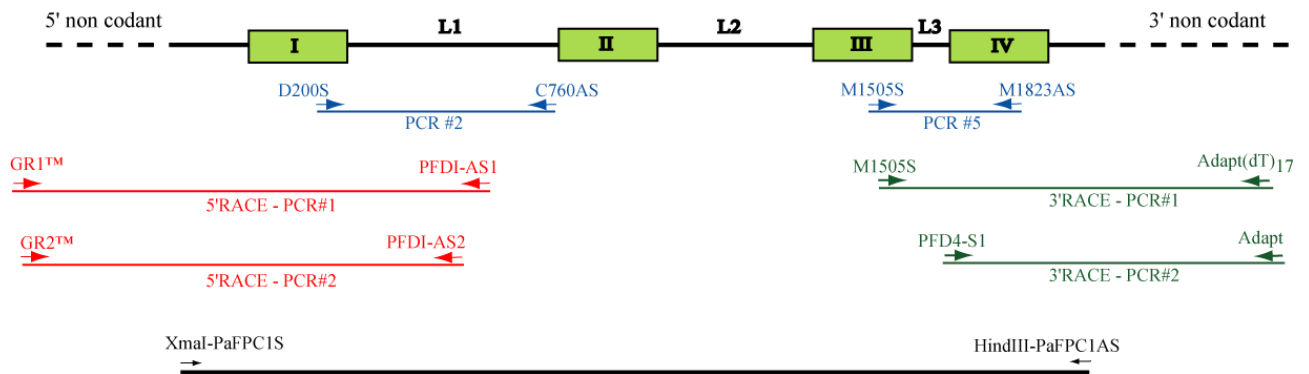 5' non codant
L1
L2
L3
3' non codant
I
II
III
IV
D200S
C760AS
M1505S
M1823AS
PCR #2
PCR #5
GR1™
PFDI-AS1
M1505S
Adapt(dT)17
5'RACE - PCR#1
3'RACE - PCR#1
GR2™
PFDI-AS2
PFD4-S1
Adapt
5'RACE - PCR#2
3'RACE - PCR#2
XmaI-PaFPC1S
HindIII-PaFPC1AS